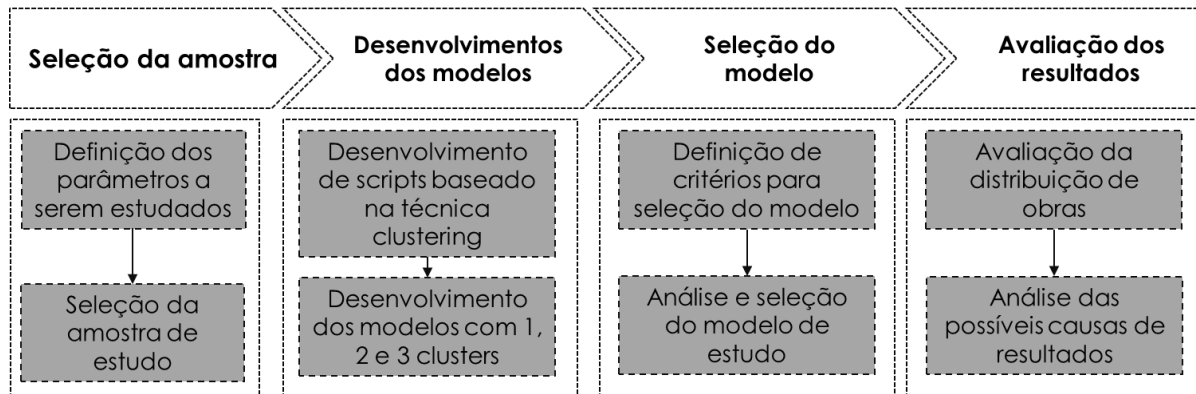 Seleção da amostra
Desenvolvimentos
dos modelos
Seleção do
modelo
Avaliação dos
resultados
Definição dos
parâmetros a
serem estudados
Seleção da
amostra de
estudo
Desenvolvimento
de scripts baseado
na técnica
clustering
Desenvolvimento
dos modelos com 1,
2 e 3 clusters
Definição de
critérios para
seleção do modelo
Análise e seleção
do modelo de
estudo
Avaliação da
distribuição de
obras
Análise das
possíveis causas de
resultados